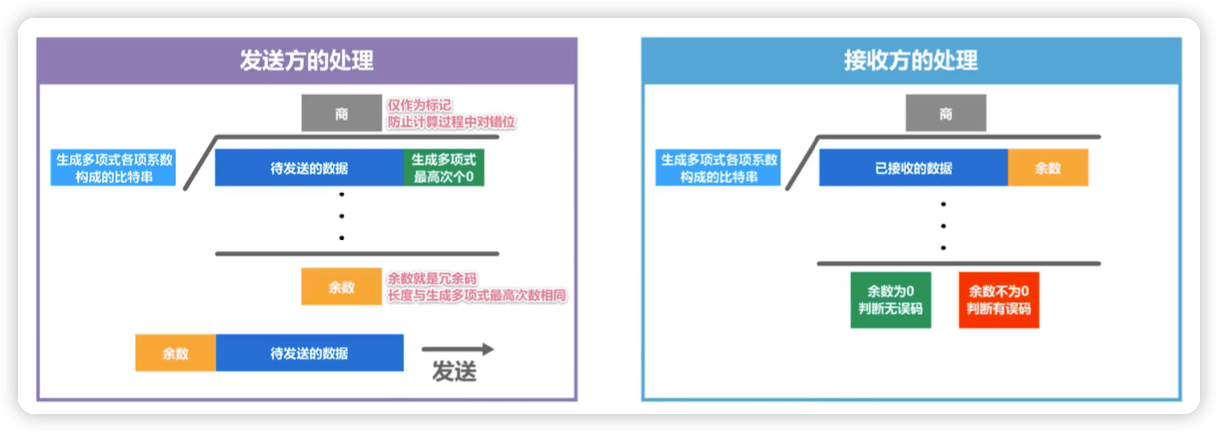 发送方的处理
商
仅作为标记
防止计算过程中对错位
生成多项式各项系数
构成的比特串
待发送的数据
生成多项式
最高次个0
余数
余数就是冗余码
长度与生成多项式最高次数相同
余数
待发送的数据
发送
接收方的处理
商
生成多项式各项系数
构成的比特串
已接收的数据
余数
余数为0
判断无误码
余数不为0
判断有误码